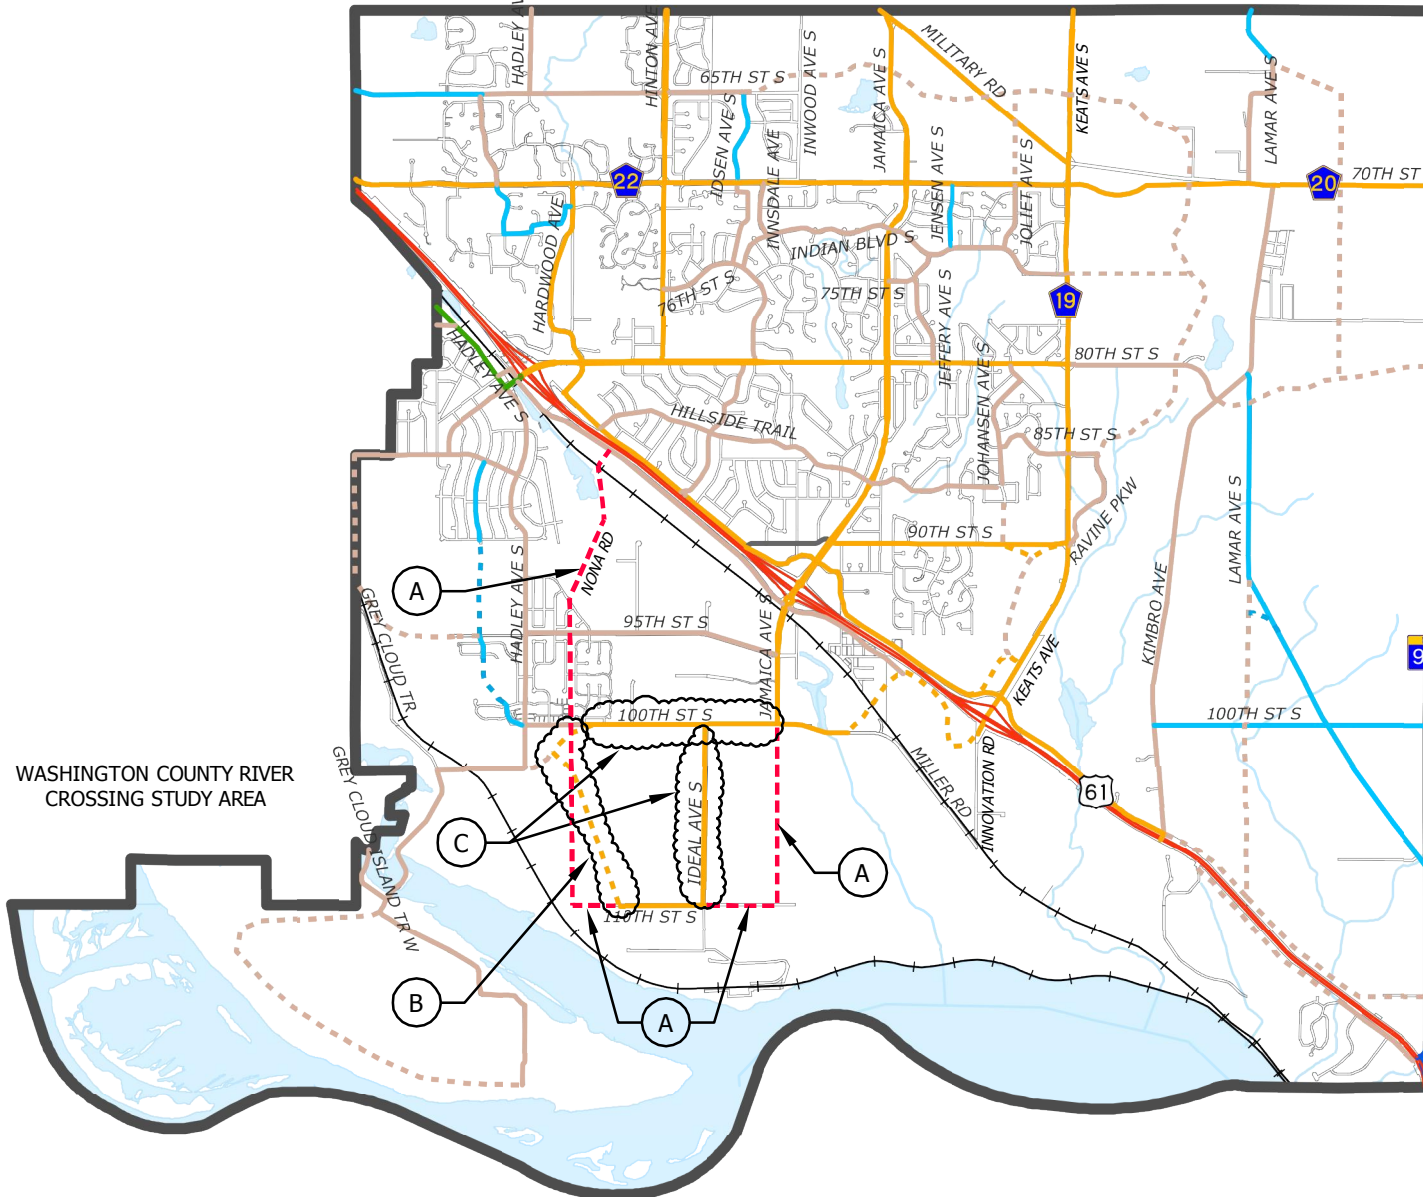 HADLEY AV
HINTON AVE
65TH ST S
IDSEN AVE S
INNSDALE AVE
INWOOD AVE S
JAMAICA AVE S
MILITARY RD
KEATS AVE S
LAMAR AVE S
22
20
70TH ST
JENSEN AVE S
JOLIET AVE S
HARDWOOD AVE
INDIAN BLVD S
76TH ST S
75TH ST S
19
JEFFERY AVE S
HADLEY AVE S
80TH ST S
JOHANSEN AVE S
HILLSIDE TRAIL
85TH ST S
RAVINE PKW
LAMAR AVE S
90TH ST S
NONA RD
A
HADLEY AVE S
GREY CLOUD TR
95TH ST S
JAMAICA AVE S
KIMBRO AVE
KEATS AVE
9
100TH ST S
100TH ST S
INNOVATION RD
MILLER RD
61
WASHINGTON COUNTY RIVER
CROSSING STUDY AREA
GREY CLOUD ISLAND TR W
C
IDEAL AVE S
A
110TH ST S
B
A